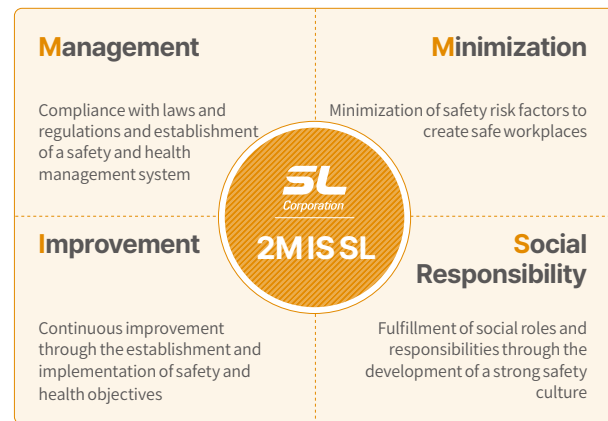 Management
Compliance with laws and
regulations and establishment
of a safety and health
management system
Minimization
Minimization of safety risk factors to
create safe workplaces
SL
Corporation
2M IS SL
Improvement
Continuous improvement
through the establishment and
implementation of safety and
health objectives
Social
Responsibility
Fulfillment of social roles and
responsibilities through the
development of a strong safety
culture